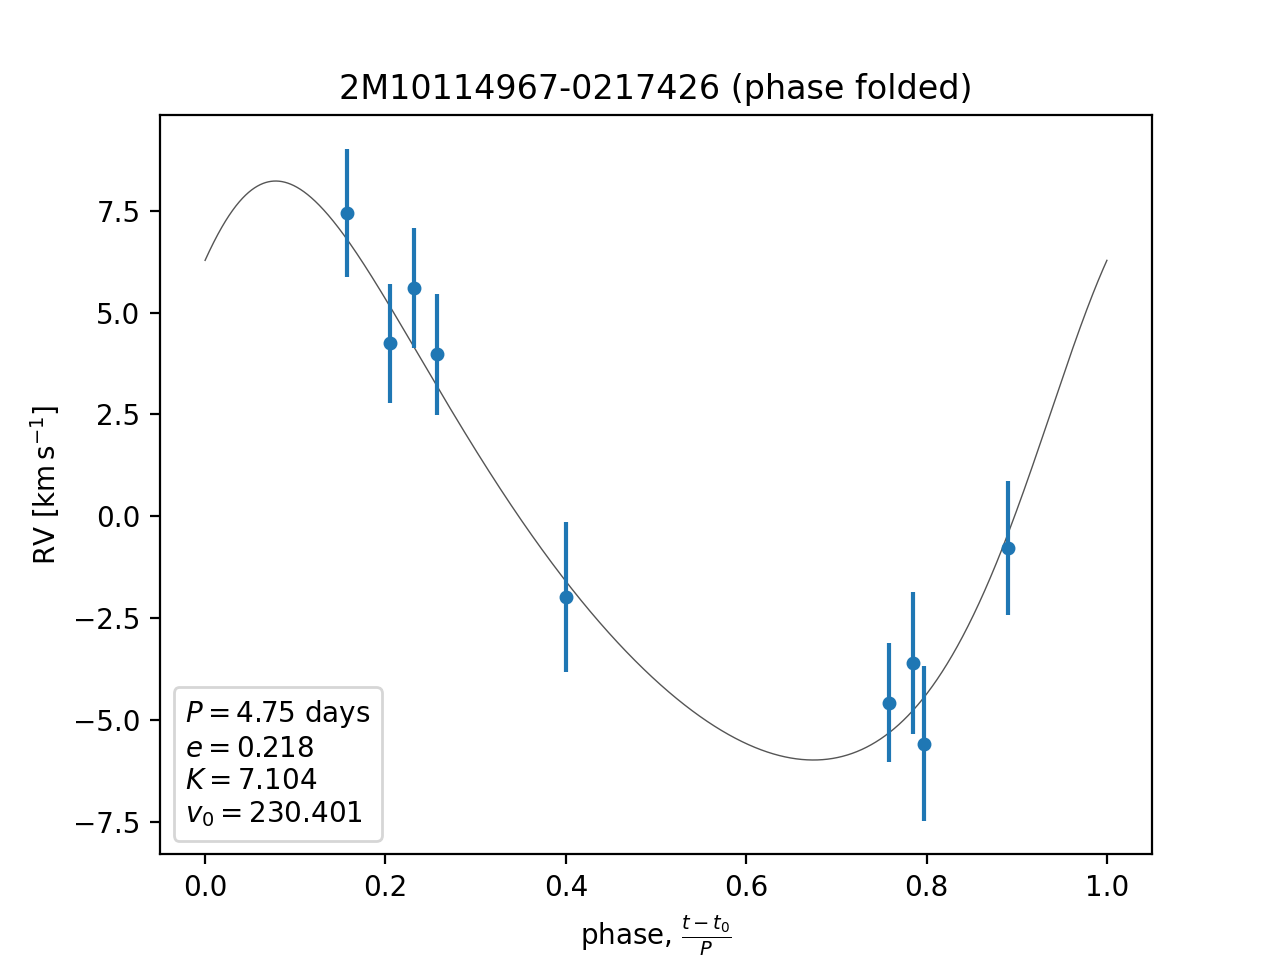 2M10114967-0217426 (phase folded)
RV [km s⁻¹]
7.5
5.0
2.5
0.0
−2.5
−5.0
−7.5
P = 4.75 days
e = 0.218
K = 7.104
v₀ = 230.401
0.0 0.2 0.4 0.6 0.8 1.0
phase, (t − t₀)/P